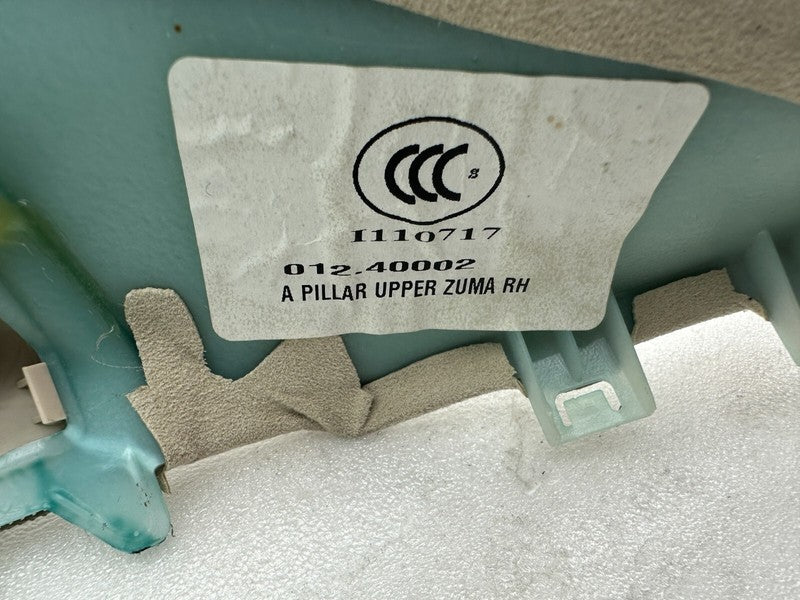 CCC S
I110717
012.40002
A PILLAR UPPER ZUMA RH